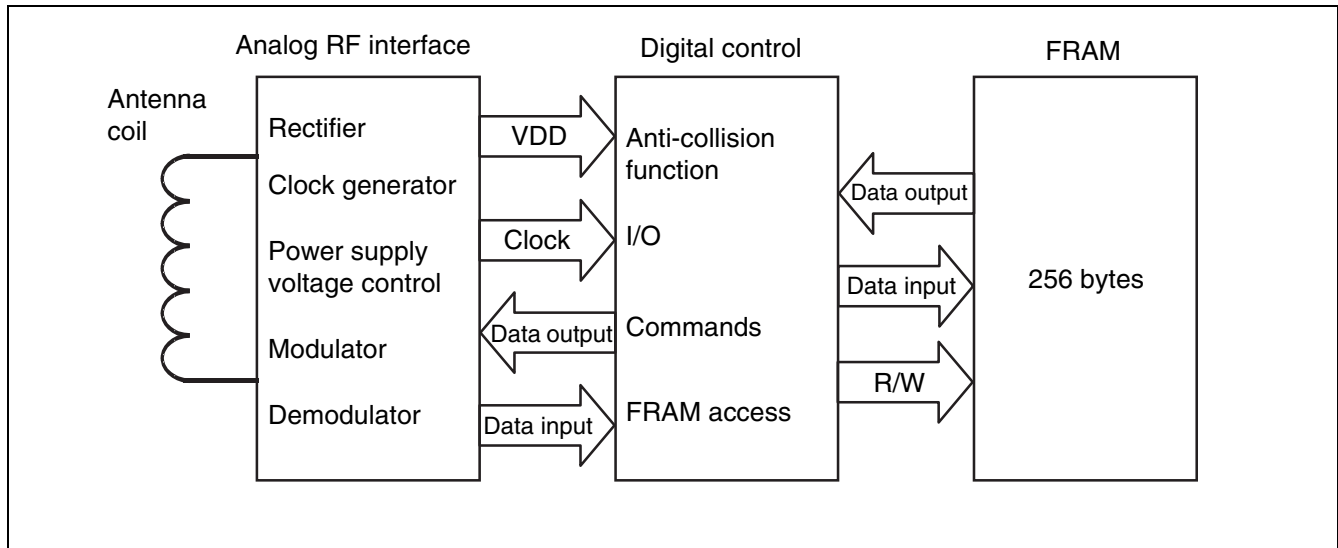 Analog RF interface
Digital control
FRAM
Antenna
coil
Rectifier
Clock generator
Power supply
voltage control
Modulator
Demodulator
VDD
Clock
Data output
Data input
Anti-collision
function
I/O
Commands
FRAM access
Data output
Data input
R/W
256 bytes